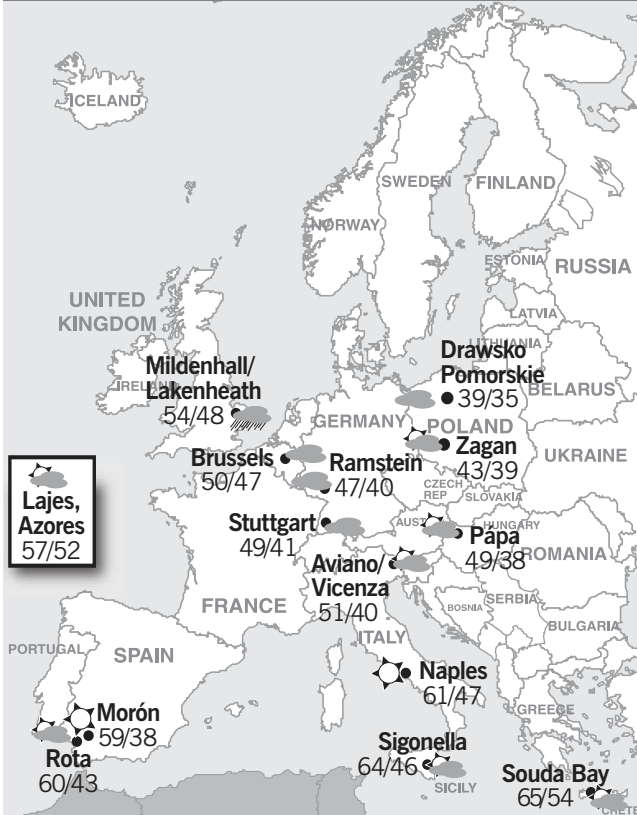 ICELAND
SWEDEN
FINLAND
NORWAY
ESTONIA
RUSSIA
LATVIA
LITHUANIA
UNITED
KINGDOM
IRELAND
Mildenhall/
Lakenheath
54/48
Drawsko
Pomorskie
39/35
BELARUS
GERMANY
POLAND
Zagan
43/39
UKRAINE
Brussels
50/47
Ramstein
47/40
CZECH
REP
SLOVAKIA
Lajes,
Azores
57/52
Stuttgart
49/41
AUST
HUNGARY
Pápa
49/38
ROMANIA
Aviano/
Vicenza
51/40
FRANCE
BOSNIA
SERBIA
BULGARIA
ITALY
PORTUGAL
SPAIN
Naples
61/47
GREECE
Morón
59/38
Rota
60/43
Sigonella
64/46
SICILY
Souda Bay
65/54
CRETE